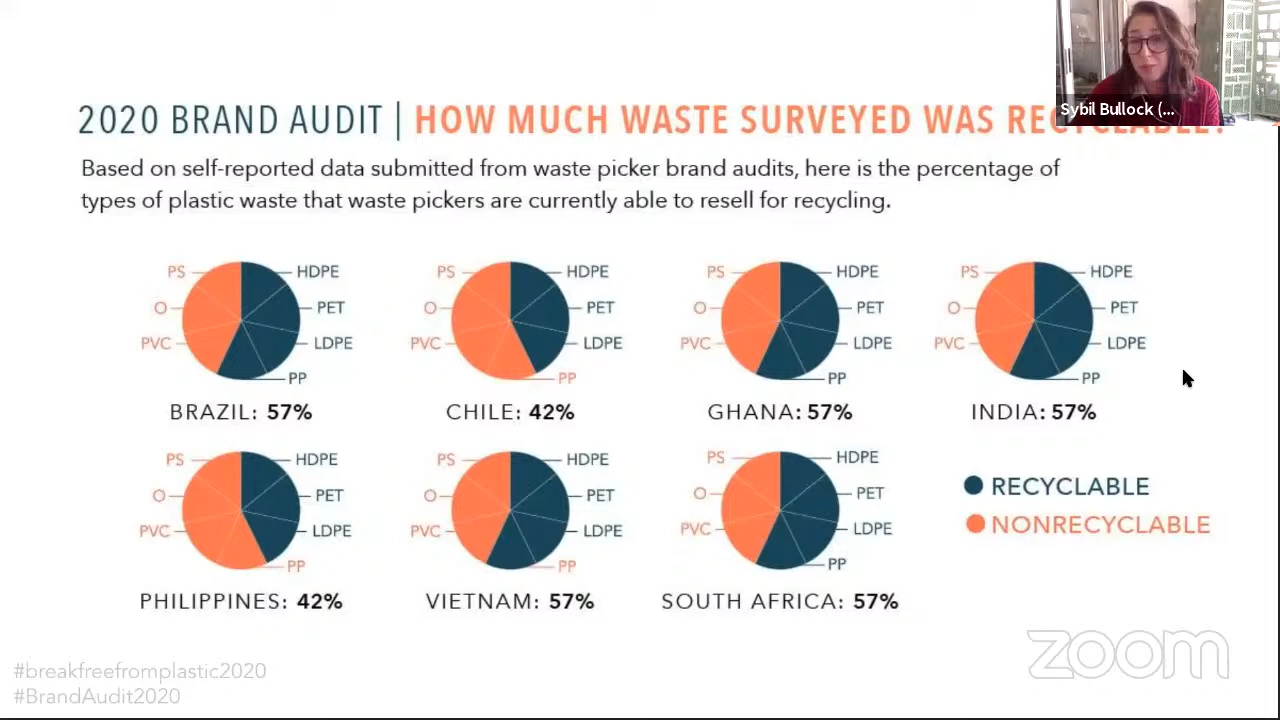 Sybil Bullock (...
2020 BRAND AUDIT | HOW MUCH WASTE SURVEYED WAS RECYCLABLE?
Based on self-reported data submitted from waste picker brand audits, here is the percentage of
types of plastic waste that waste pickers are currently able to resell for recycling.
PS HDPE
O PET
PVC LDPE
PP
BRAZIL: 57%
PS HDPE
O PET
PVC LDPE
PP
CHILE: 42%
PS HDPE
O PET
PVC LDPE
PP
GHANA: 57%
PS HDPE
O PET
PVC LDPE
PP
INDIA: 57%
PS HDPE
O PET
PVC LDPE
PP
PHILIPPINES: 42%
PS HDPE
O PET
PVC LDPE
PP
VIETNAM: 57%
PS HDPE
O PET
PVC LDPE
PP
SOUTH AFRICA: 57%
RECYCLABLE
NONRECYCLABLE
zoom
#breakfreefromplastic2020
#BrandAudit2020